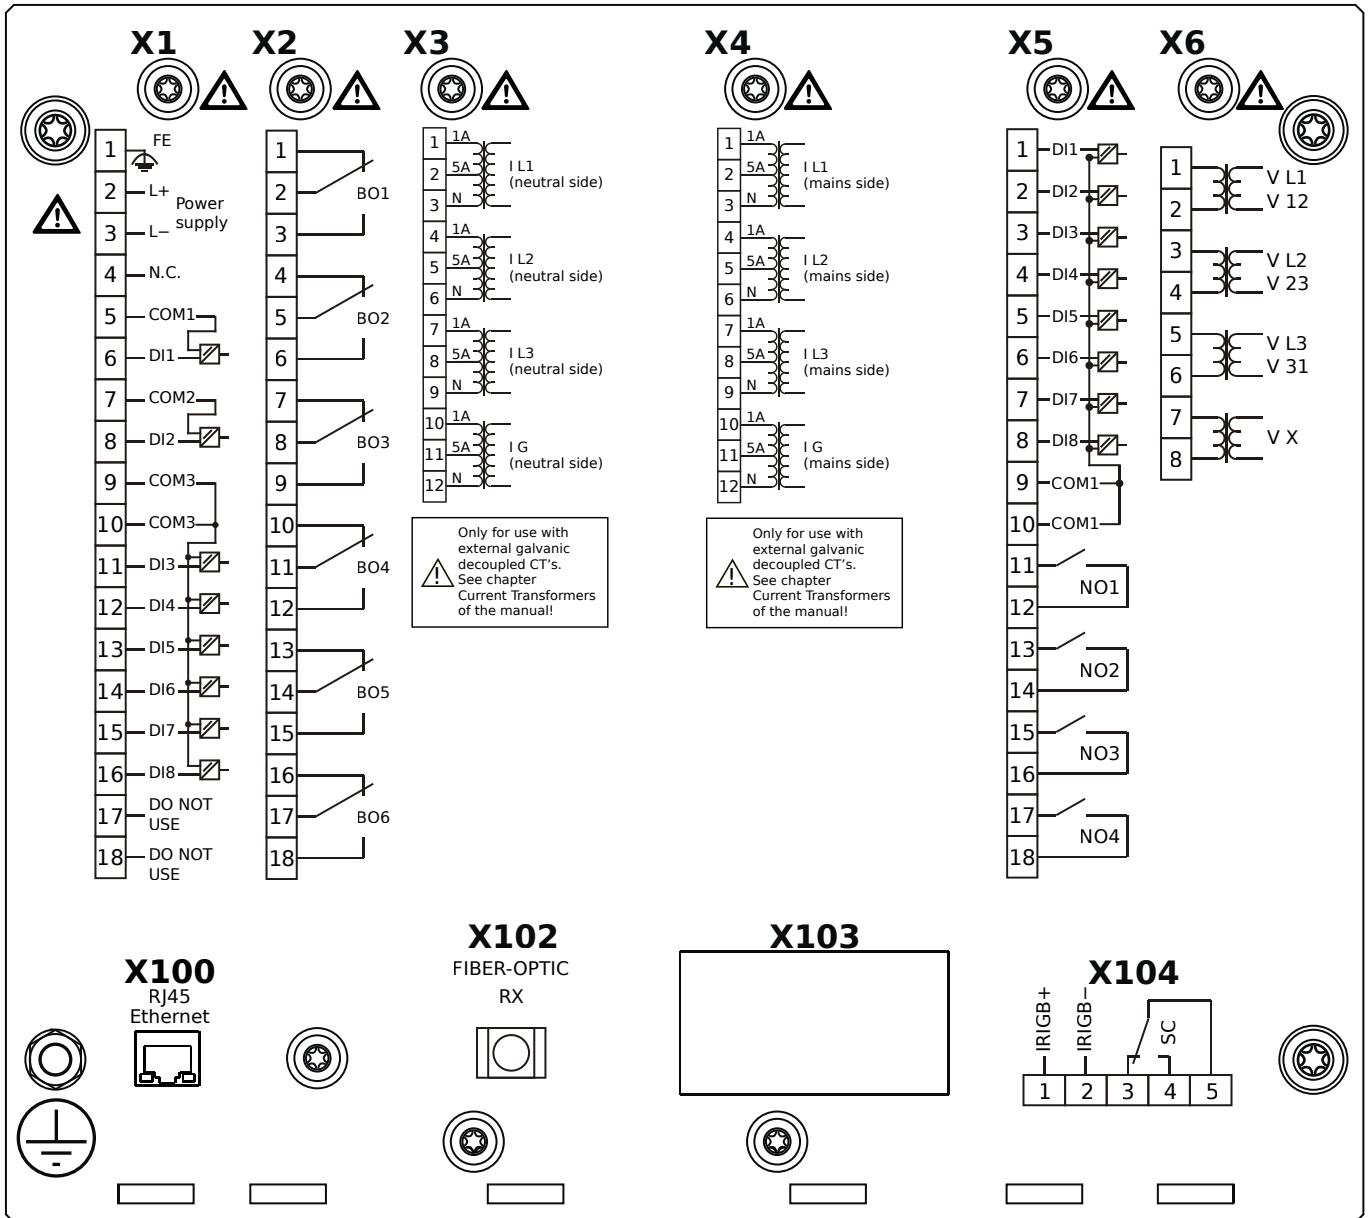 X1
X2
X3
X4
X5
X6
1 FE
2 L+
Power
supply
3 L−
4 N.C.
5 COM1
6 DI1
7 COM2
8 DI2
9 COM3
10 COM3
11 DI3
12 DI4
13 DI5
14 DI6
15 DI7
16 DI8
17 DO NOT
USE
18 DO NOT
USE
1
2 BO1
3
4
5 BO2
6
7
8 BO3
9
10
11 BO4
12
13
14 BO5
15
16
17 BO6
18
1 1A
2 5A I L1
(neutral side)
3 N
4 1A
5 5A I L2
(neutral side)
6 N
7 1A
8 5A I L3
(neutral side)
9 N
10 1A
11 5A I G
(neutral side)
12 N
Only for use with
external galvanic
decoupled CT's.
See chapter
Current Transformers
of the manual!
1 1A
2 5A I L1
(mains side)
3 N
4 1A
5 5A I L2
(mains side)
6 N
7 1A
8 5A I L3
(mains side)
9 N
10 1A
11 5A I G
(mains side)
12 N
Only for use with
external galvanic
decoupled CT's.
See chapter
Current Transformers
of the manual!
1 DI1
2 DI2
3 DI3
4 DI4
5 DI5
6 DI6
7 DI7
8 DI8
9 COM1
10 COM1
11
NO1
12
13
NO2
14
15
NO3
16
17
NO4
18
1 V L1
2 V 12
3 V L2
4 V 23
5 V L3
6 V 31
7
V X
8
X100
RJ45
Ethernet
X102
FIBER-OPTIC
RX
X103
X104
IRIGB+
IRIGB−
SC
1 2 3 4 5